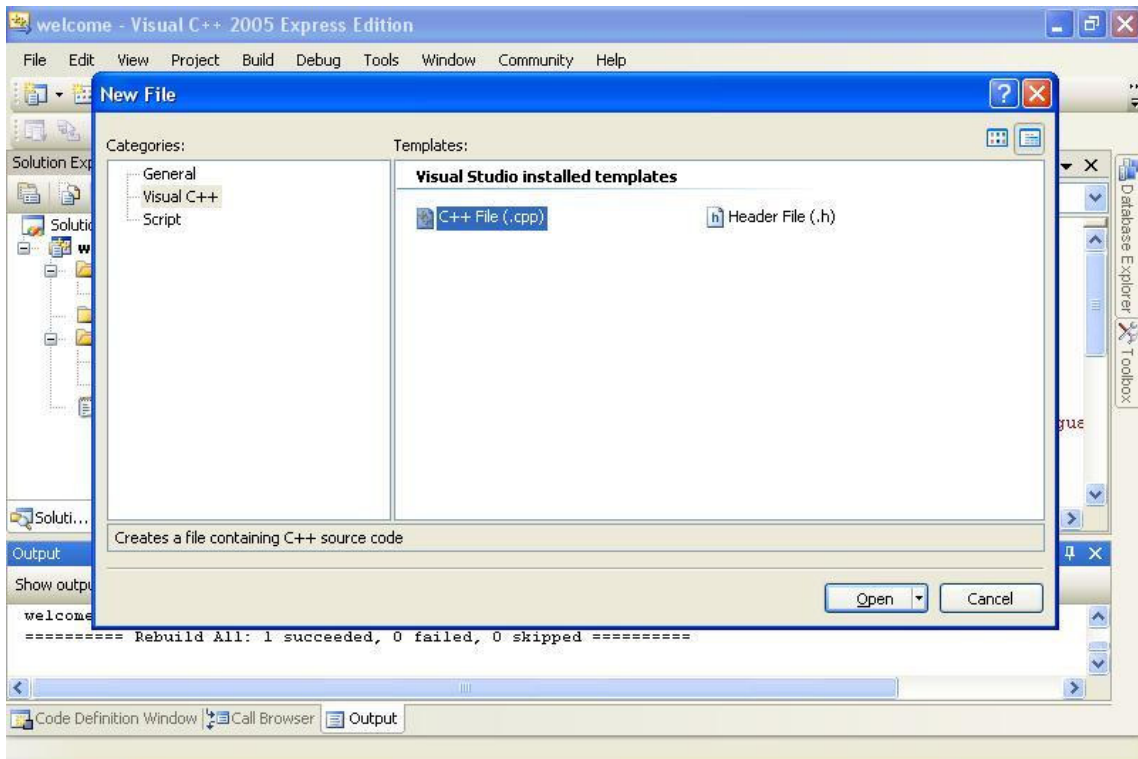 welcome - Visual C++ 2005 Express Edition
File Edit View Project Build Debug Tools Window Community Help
New File
Categories:
Templates:
General
Visual C++
Script
Visual Studio installed templates
C++ File (.cpp)
Header File (.h)
Creates a file containing C++ source code
Open
Cancel
Solution Exp
Solutio
w
Soluti...
Database Explorer
Toolbox
gue
Output
Show outpu
welcome
========== Rebuild All: 1 succeeded, 0 failed, 0 skipped ==========
Code Definition Window
Call Browser
Output